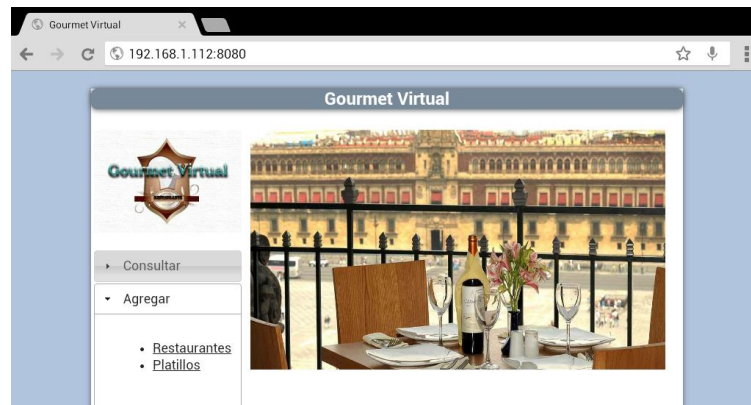 Gourmet Virtual
192.168.1.112:8080
Gourmet Virtual
Gourmet Virtual
Consultar
Agregar
Restaurantes
Platillos